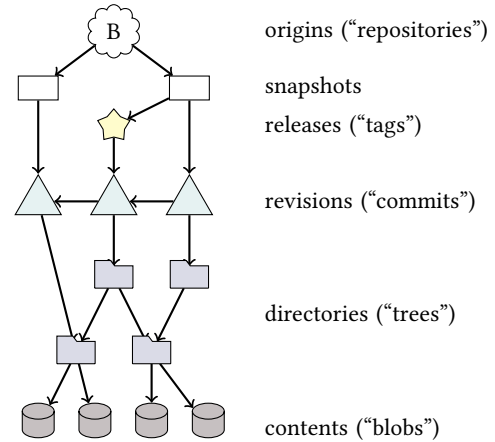 B
origins (“repositories”)
snapshots
releases (“tags”)
revisions (“commits”)
directories (“trees”)
contents (“blobs”)